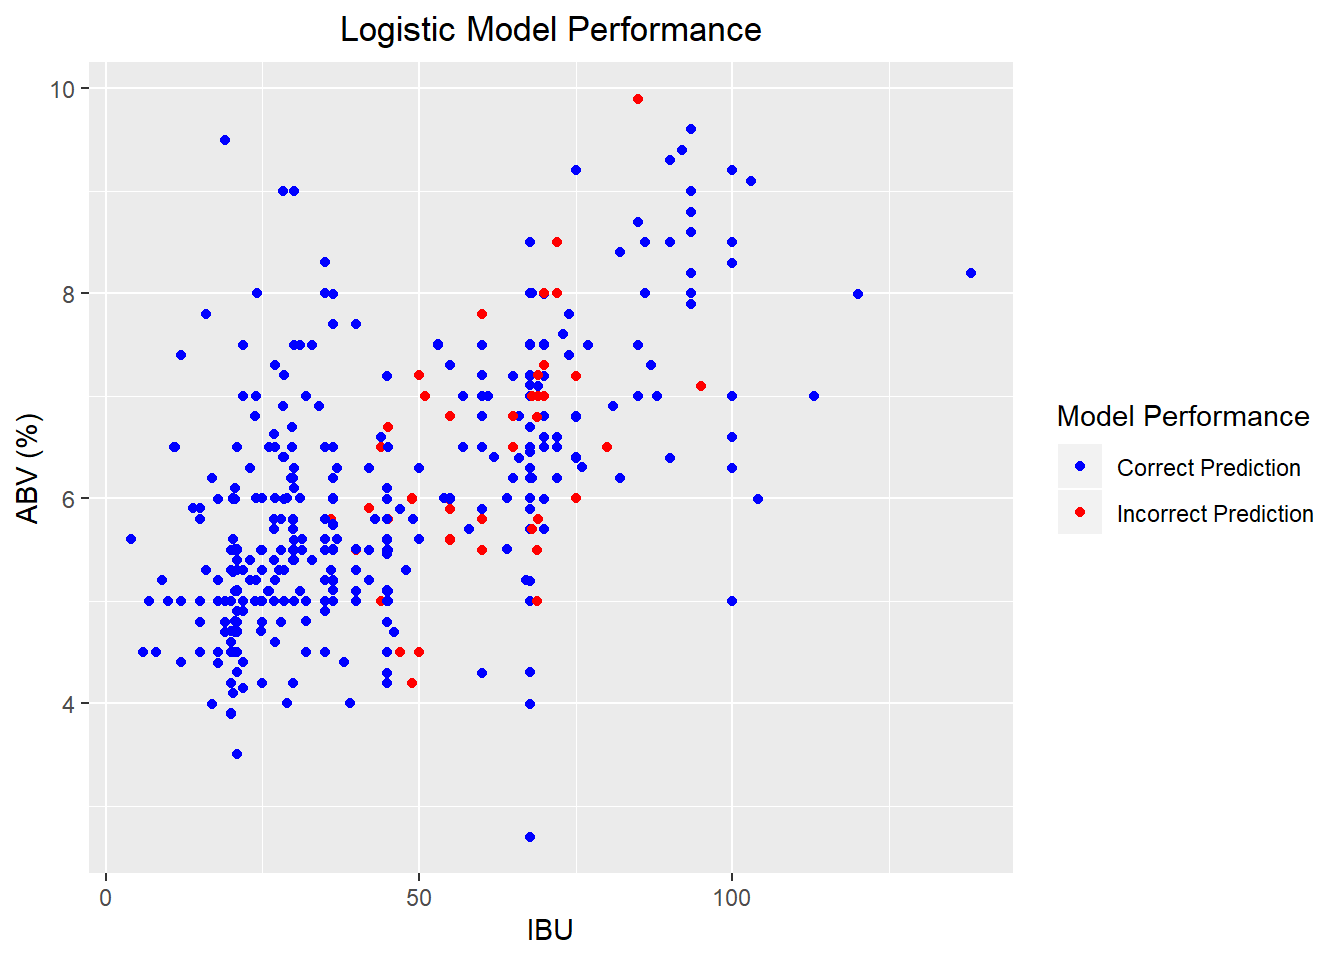 Logistic Model Performance
10
8
6
4
ABV (%)
0
50
100
IBU
Model Performance
Correct Prediction
Incorrect Prediction